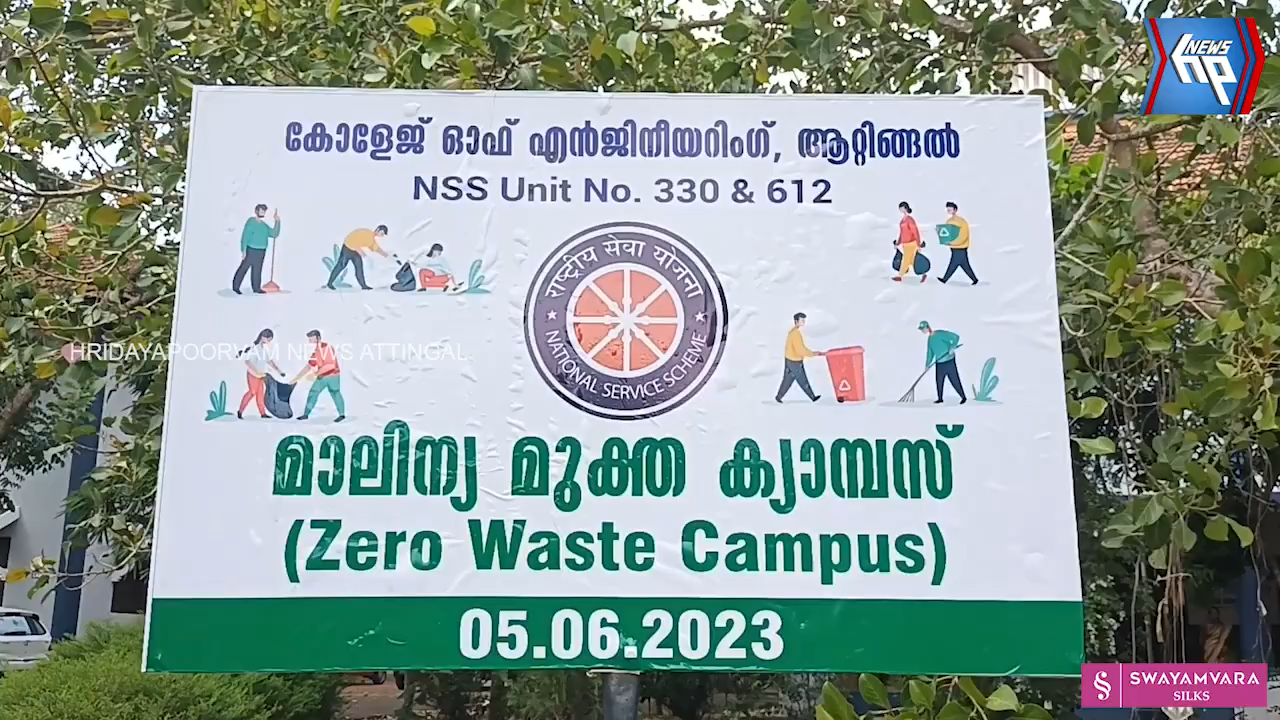 NEWS
hp
കോളേജ് ഓഫ് എൻജിനീയറിംഗ്, ആറ്റിങ്ങൽ
NSS Unit No. 330 & 612
राष्ट्रीय सेवा योजना
NATIONAL SERVICE SCHEME
HRIDAYAPOORVAM NEWS ATTINGAL
മാലിന്യ മുക്ത ക്യാമ്പസ്
(Zero Waste Campus)
05.06.2023
SWAYAMVARA
SILKS